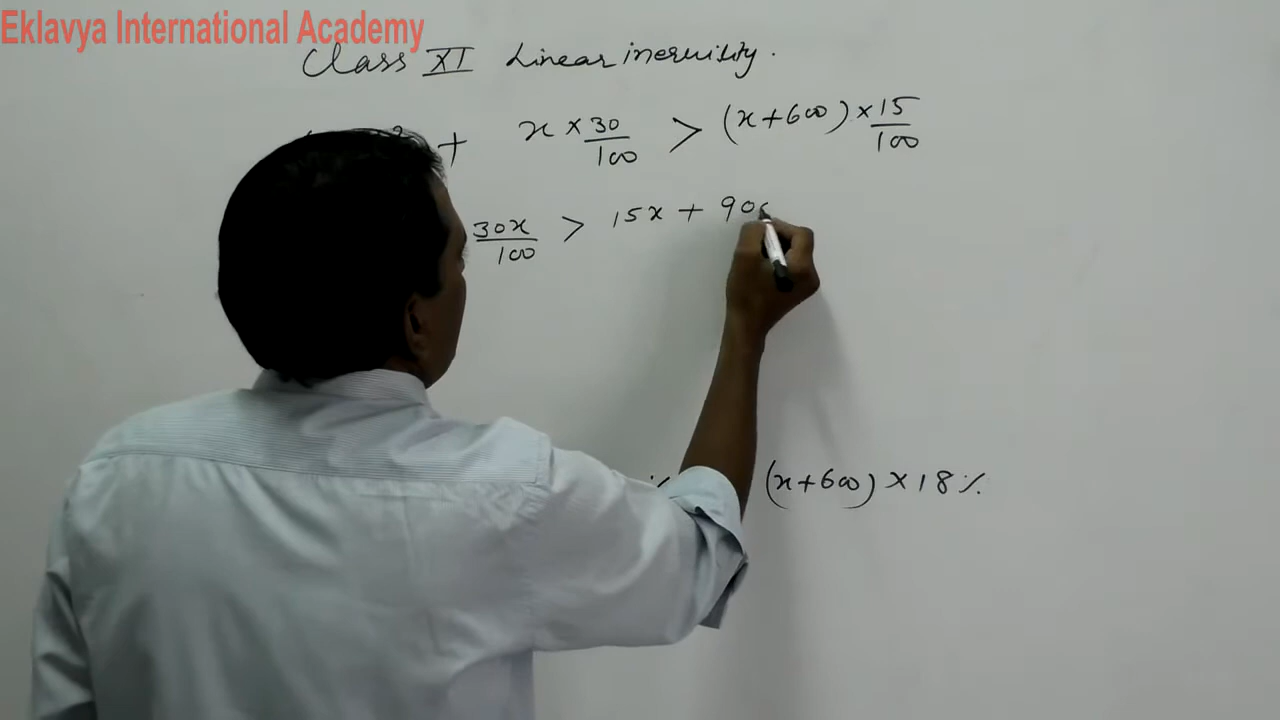 Eklavya International Academy
Class XI Linear inequility.
+ x × 30/100 > (x+600) × 15/100
30x/100 > 15x + 900
(x+600) × 18 %